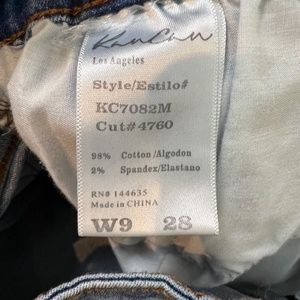 KanCan
Los Angeles
Style/Estilo#
KC7082M
Cut#4760
98% Cotton/Algodon
2% Spandex/Elastano
RN# 144635
Made in CHINA
W9 28